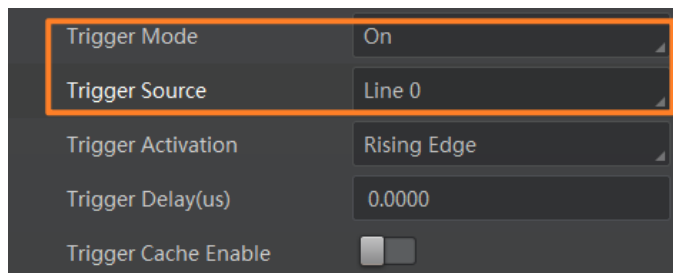 Trigger Mode On
Trigger Source Line 0
Trigger Activation Rising Edge
Trigger Delay(us) 0.0000
Trigger Cache Enable